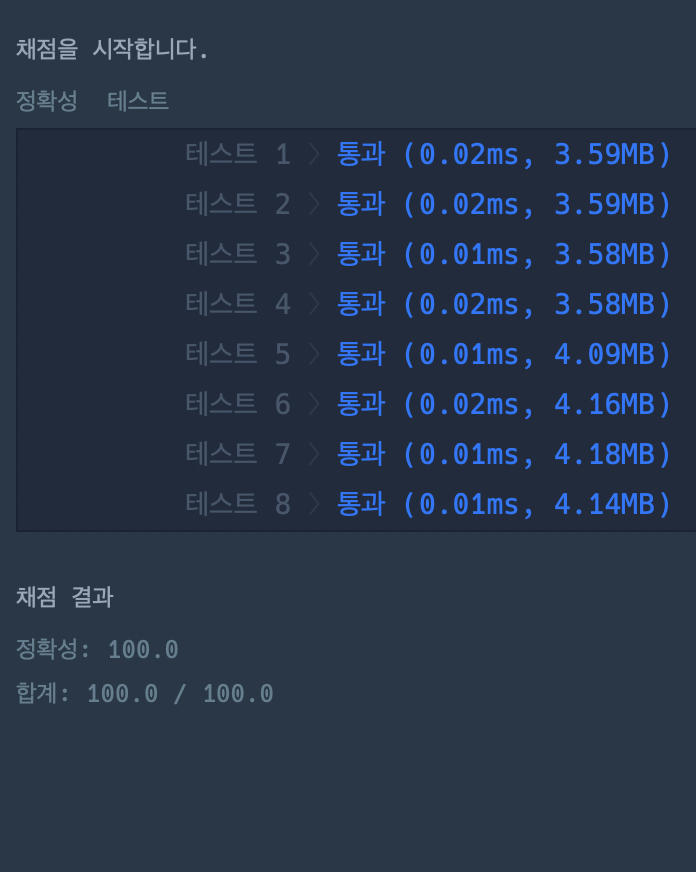 채점을 시작합니다.
정확성 테스트
테스트 1 〉 통과 (0.02ms, 3.59MB)
테스트 2 〉 통과 (0.02ms, 3.59MB)
테스트 3 〉 통과 (0.01ms, 3.58MB)
테스트 4 〉 통과 (0.02ms, 3.58MB)
테스트 5 〉 통과 (0.01ms, 4.09MB)
테스트 6 〉 통과 (0.02ms, 4.16MB)
테스트 7 〉 통과 (0.01ms, 4.18MB)
테스트 8 〉 통과 (0.01ms, 4.14MB)
채점 결과
정확성: 100.0
합계: 100.0 / 100.0